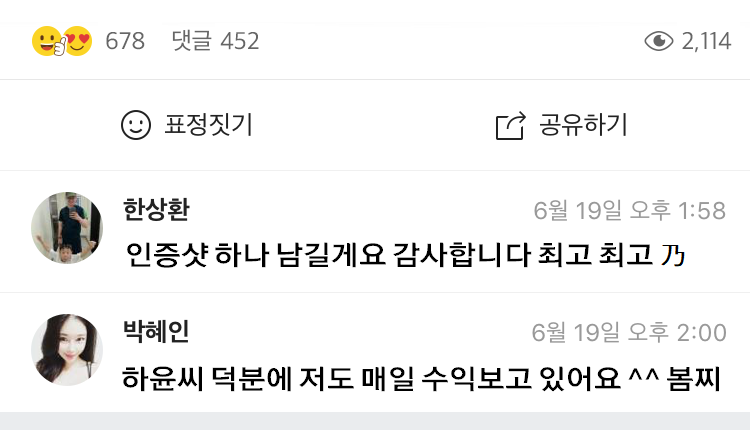 678 댓글 452 2,114
표정짓기 공유하기
한상환 6월 19일 오후 1:58
인증샷 하나 남길게요 감사합니다 최고 최고 乃
박혜인 6월 19일 오후 2:00
하윤씨 덕분에 저도 매일 수익보고 있어요 ^^ 봄찌